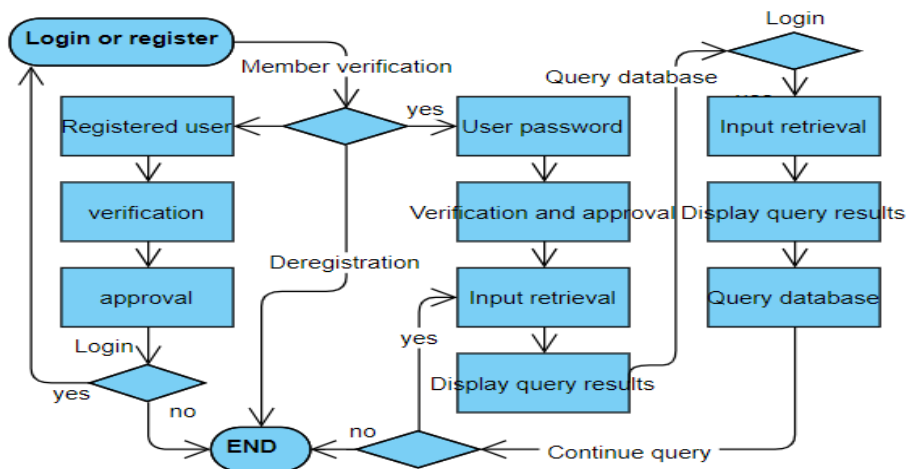 Login or register
Member verification
Registered user
verification
approval
Login
yes
no
Deregistration
END
yes
User password
Verification and approval
Input retrieval
Display query results
yes
no
Query database
Login
Input retrieval
Display query results
Query database
Continue query